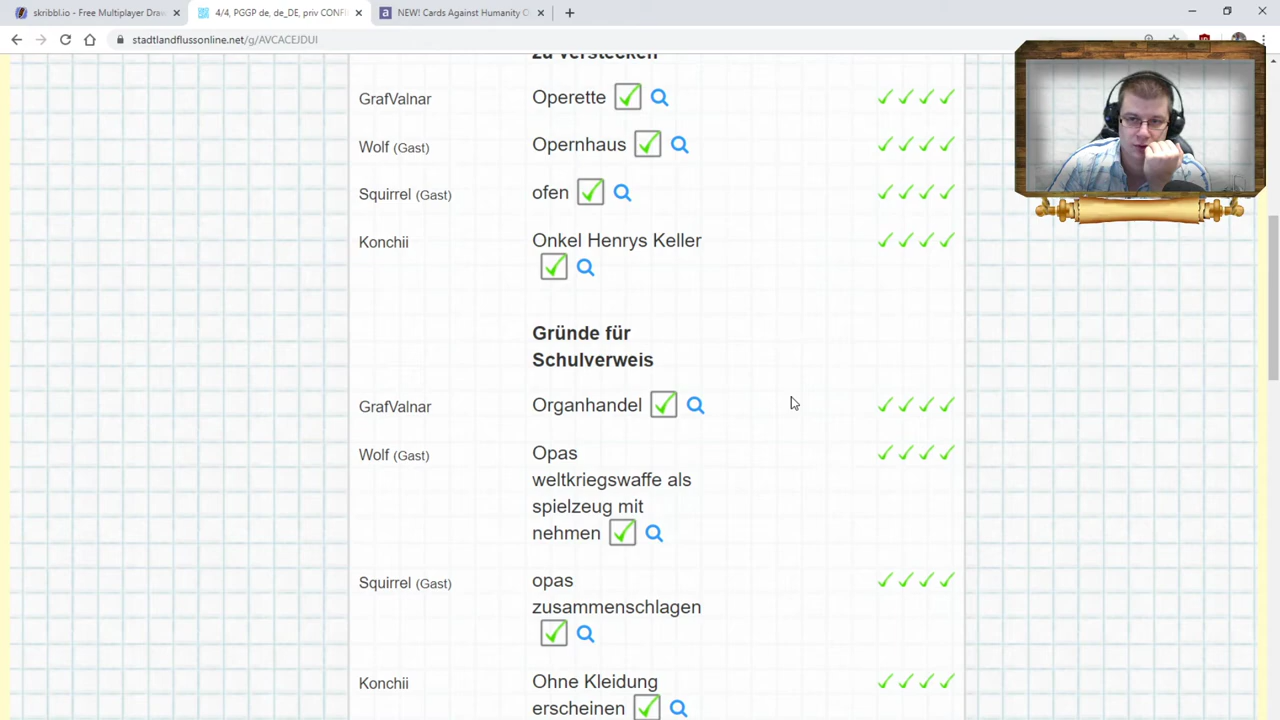 skribbl.io - Free Multiplayer Draw
4/4, PGGP de, de_DE, priv CONFI
NEW! Cards Against Humanity O
stadtlandflussonline.net/g/AVCACEJDUI
zu verstecken
GrafValnar Operette
Wolf (Gast) Opernhaus
Squirrel (Gast) ofen
Konchii Onkel Henrys Keller
Gründe für
Schulverweis
GrafValnar Organhandel
Wolf (Gast) Opas
weltkriegswaffe als
spielzeug mit
nehmen
Squirrel (Gast) opas
zusammenschlagen
Konchii Ohne Kleidung
erscheinen